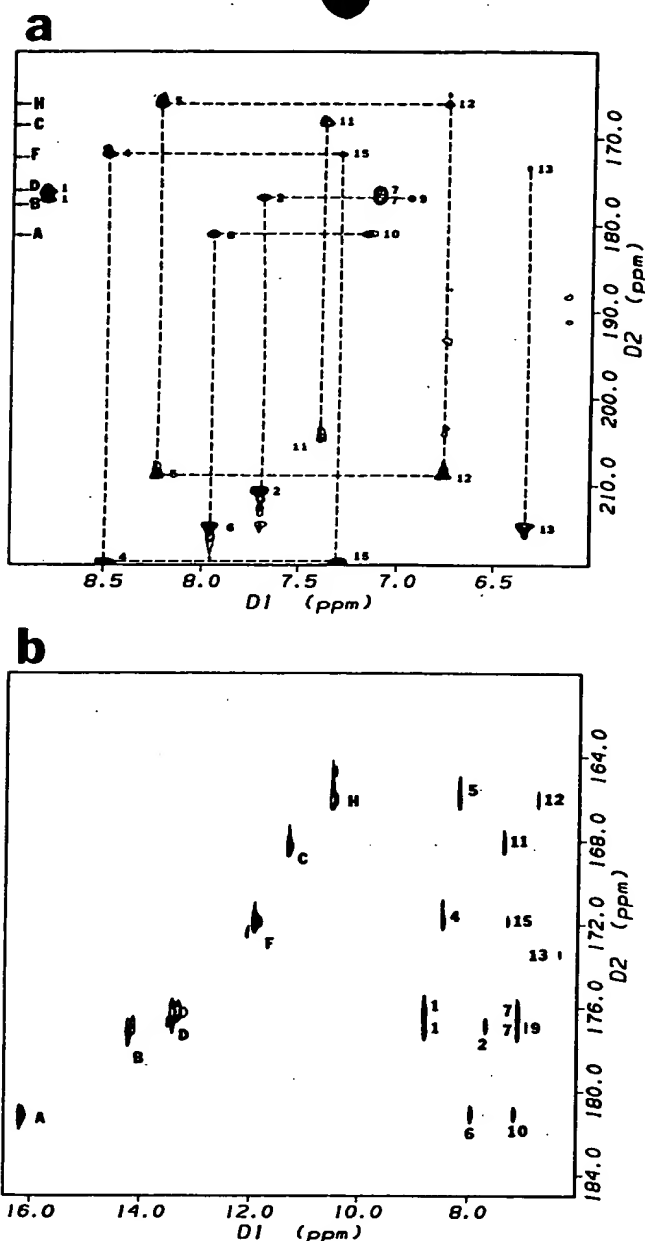 a
H 5 12
C 11
170.0
F 4 15
13
D 1 7
B 1 2 7 9
180.0
A 6 10
190.0
D2 (ppm)
200.0
11
5 12
210.0
2
6 13
4 15
8.5 8.0 7.5 7.0 6.5
D1 (ppm)
b
164.0
H 5 12
168.0
C 11
172.0
F 4 15
13
D2 (ppm)
176.0
D 1 7
B D 1 2 7 9
180.0
A 6 10
184.0
16.0 14.0 12.0 10.0 8.0
D1 (ppm)